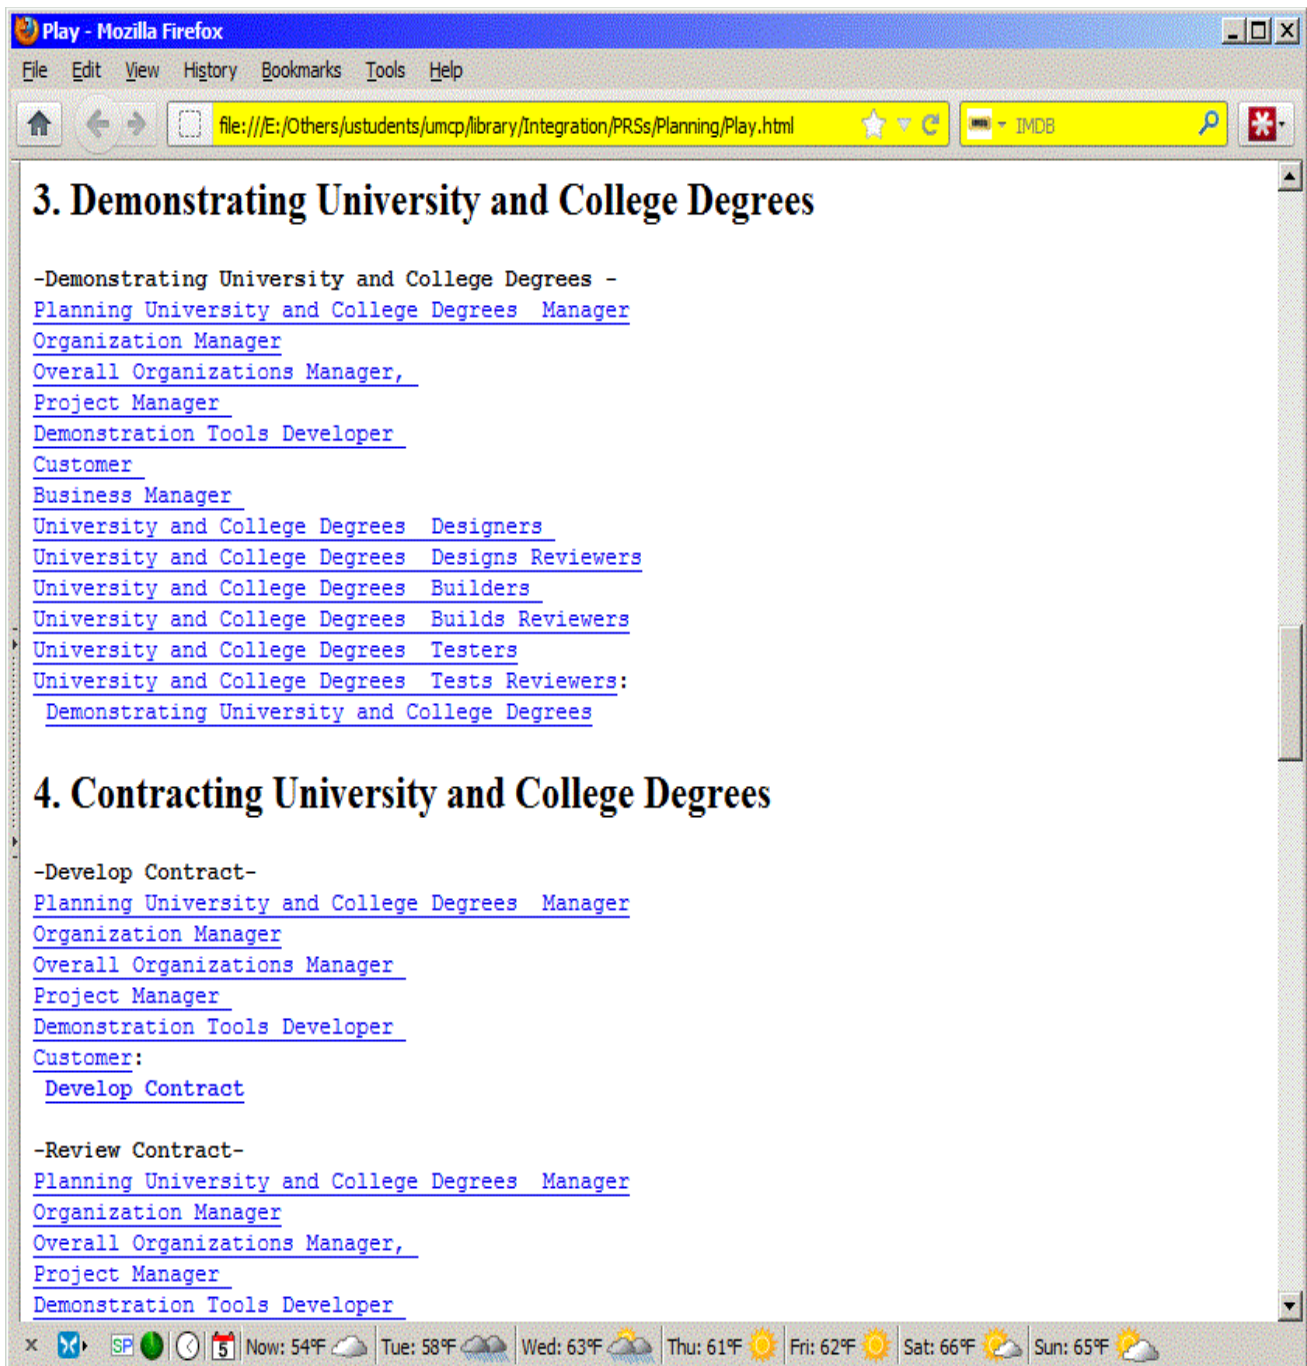 Play - Mozilla Firefox
File Edit View History Bookmarks Tools Help
file:///E:/Others/ustudents/umcp/library/Integration/PRSs/Planning/Play.html IMDB
3. Demonstrating University and College Degrees
-Demonstrating University and College Degrees -
Planning University and College Degrees Manager
Organization Manager
Overall Organizations Manager,
Project Manager
Demonstration Tools Developer
Customer
Business Manager
University and College Degrees Designers
University and College Degrees Designs Reviewers
University and College Degrees Builders
University and College Degrees Builds Reviewers
University and College Degrees Testers
University and College Degrees Tests Reviewers:
Demonstrating University and College Degrees
4. Contracting University and College Degrees
-Develop Contract-
Planning University and College Degrees Manager
Organization Manager
Overall Organizations Manager
Project Manager
Demonstration Tools Developer
Customer:
Develop Contract
-Review Contract-
Planning University and College Degrees Manager
Organization Manager
Overall Organizations Manager,
Project Manager
Demonstration Tools Developer
SP 5 Now: 54°F Tue: 58°F Wed: 63°F Thu: 61°F Fri: 62°F Sat: 66°F Sun: 65°F